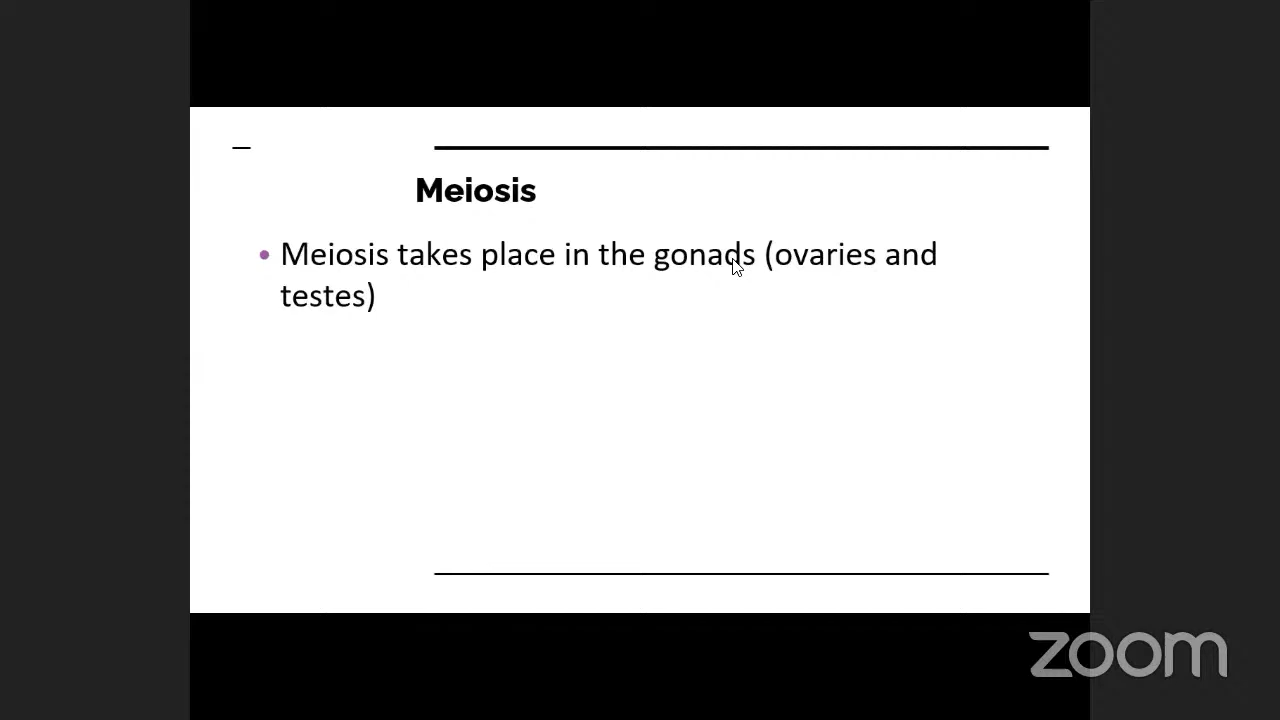 Meiosis
• Meiosis takes place in the gonads (ovaries and
testes)
zoom